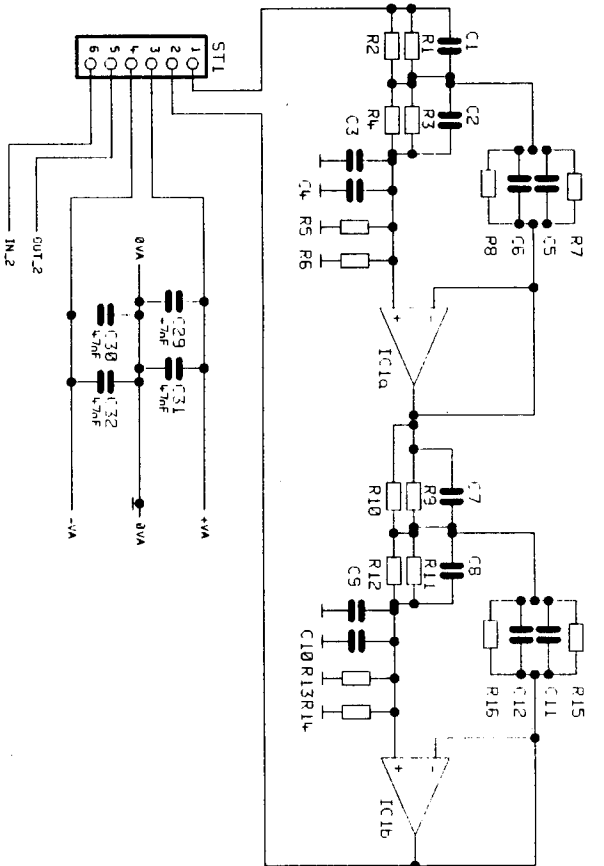 ST1
1
2
3
4
5
6
IN_2
OUT_2
0VA
C29
47nF
C30
47nF
C31
47nF
C32
47nF
+VA
0VA
-VA
C1
R1
R2
C2
R3
R4
C3
C4
R5
R6
R7
C5
C6
R8
+
-
IC1a
C7
R9
R10
C8
R11
R12
C9
C10
R13
R14
R15
C11
C12
R16
+
-
IC1b